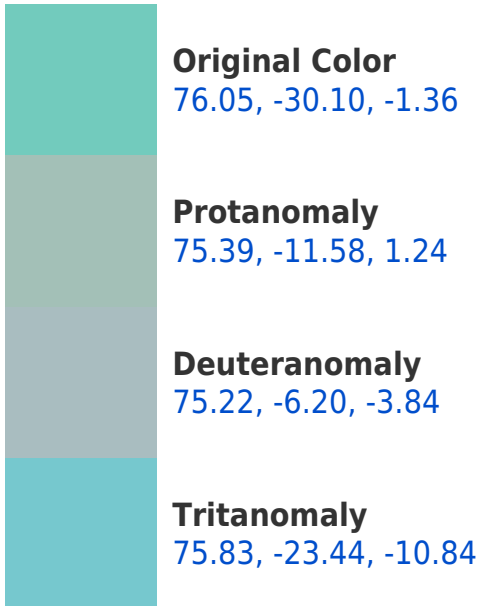 Original Color
76.05, -30.10, -1.36
Protanomaly
75.39, -11.58, 1.24
Deuteranomaly
75.22, -6.20, -3.84
Tritanomaly
75.83, -23.44, -10.84